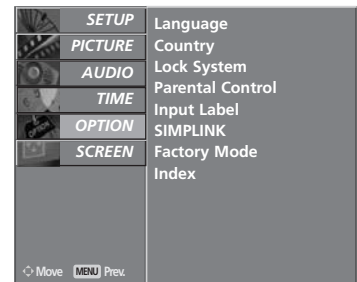 SETUP
PICTURE
AUDIO
TIME
OPTION
SCREEN
Language
Country
Lock System
Parental Control
Input Label
SIMPLINK
Factory Mode
Index
Move MENU Prev.